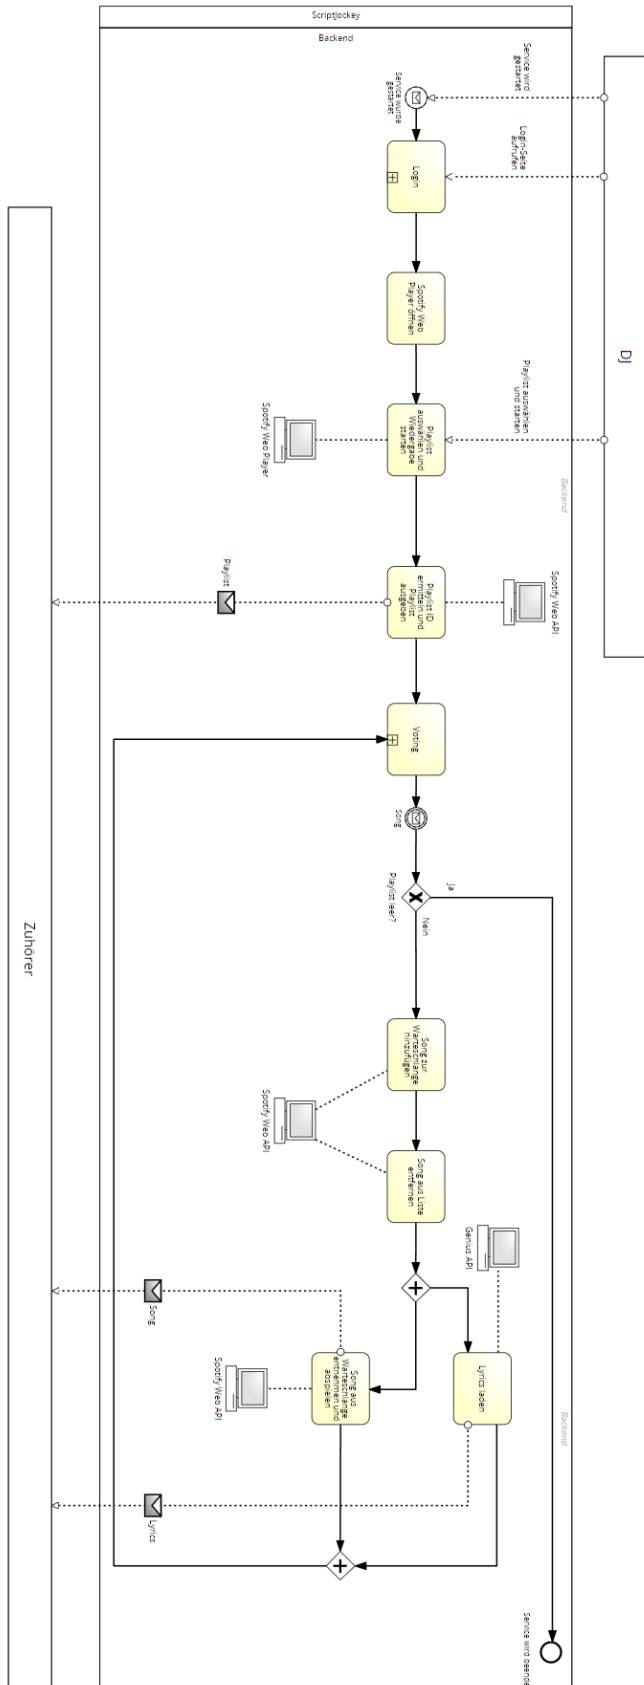 Scriptjockey
Backend
DJ
Service wird
gestartet
Service wurde
gestartet
Login-Seite
aufrufen
Login
Spotify Web
Player öffnen
Playlist auswählen
und starten
Playlist
auswählen und
Wiedergabe
starten
Spotify Web Player
Backend
Spotify Web API
Playlist ID
ermitteln und
Playlist
ausgeben
Playlist
Voting
Song
Ja
Playlist leer?
Nein
Zuhörer
Song zur
Warteschlange
hinzufügen
Spotify Web API
Song aus Liste
entfernen
Genius API
Song
Lyrics laden
Song aus
Warteschlange
entnehmen und
abspielen
Spotify Web API
Backend
Lyrics
Service wird beende